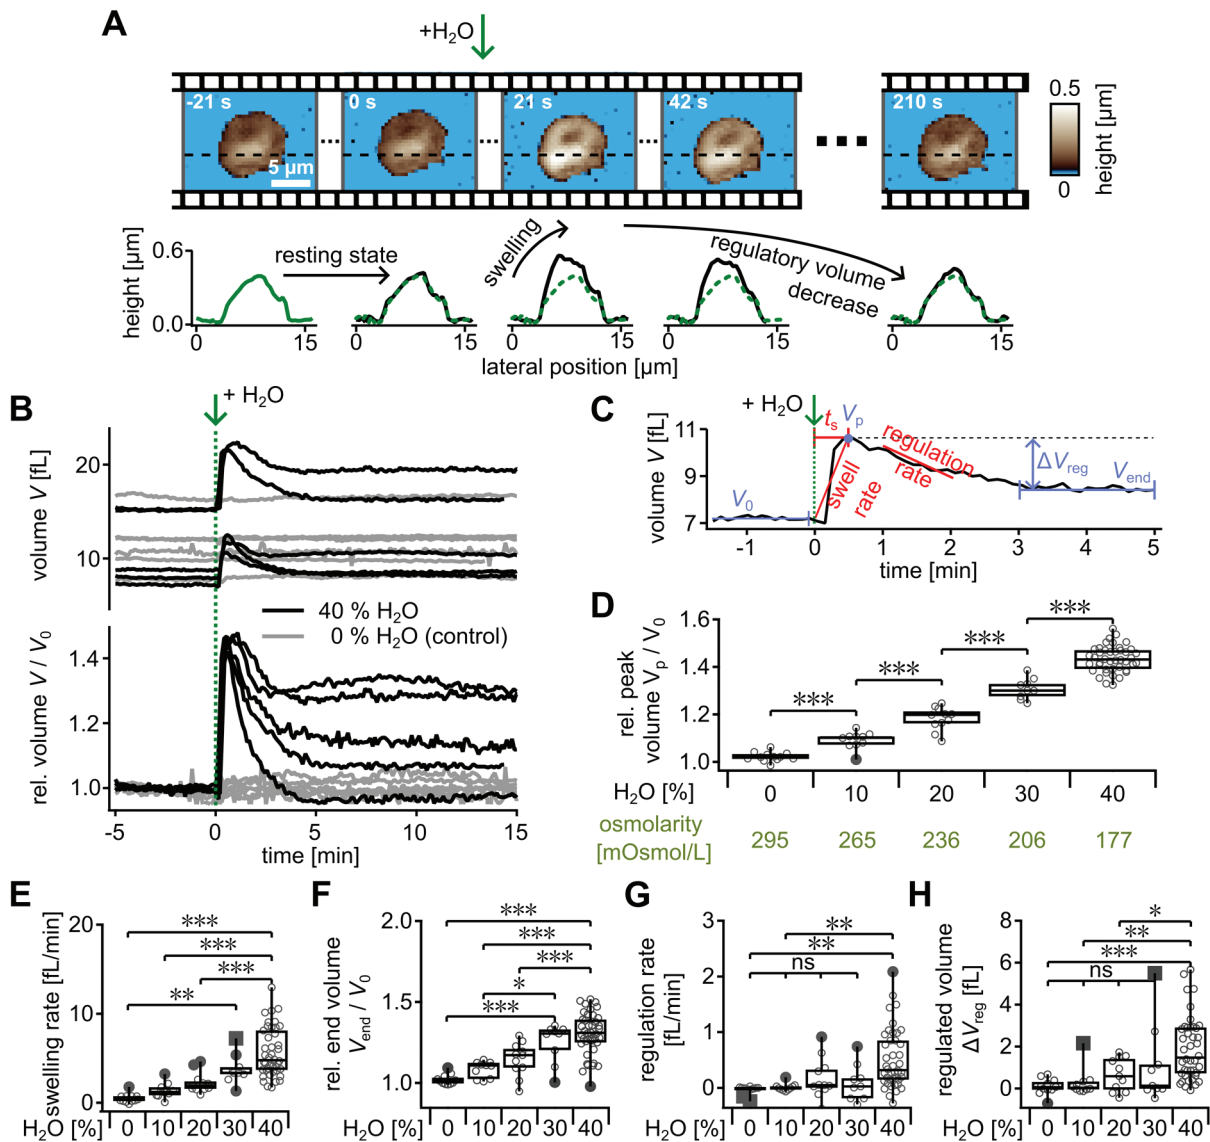 A
+H₂O
-21 s
0 s
21 s
42 s
210 s
5 µm
0.5
0
height [µm]
0.6
0.0
height [µm]
resting state
swelling
regulatory volume
decrease
0 15
0 15
0 15
0 15
0 15
lateral position [µm]
B
+ H₂O
20
10
volume V [fL]
40 % H₂O
0 % H₂O (control)
1.4
1.2
1.0
rel. volume V / V₀
-5 0 5 10 15
time [min]
C
+ H₂O
tₛ
Vₚ
regulation
rate
swell
rate
ΔV_reg
V_end
V₀
11
9
7
volume V [fL]
-1 0 1 2 3 4 5
time [min]
D
1.6
1.4
1.2
1.0
rel. peak
volume Vₚ / V₀
*** *** *** ***
H₂O [%] 0 10 20 30 40
osmolarity
[mOsmol/L] 295 265 236 206 177
E
20
10
0
swelling rate [fL/min]
***
***
***
**
H₂O [%] 0 10 20 30 40
F
2.0
1.5
1.0
rel. end volume
V_end / V₀
***
***
***
*
***
H₂O [%] 0 10 20 30 40
G
3
2
1
0
regulation rate
[fL/min]
**
**
ns
H₂O [%] 0 10 20 30 40
H
8
6
4
2
0
regulated volume
ΔV_reg [fL]
*
**
***
ns
H₂O [%] 0 10 20 30 40